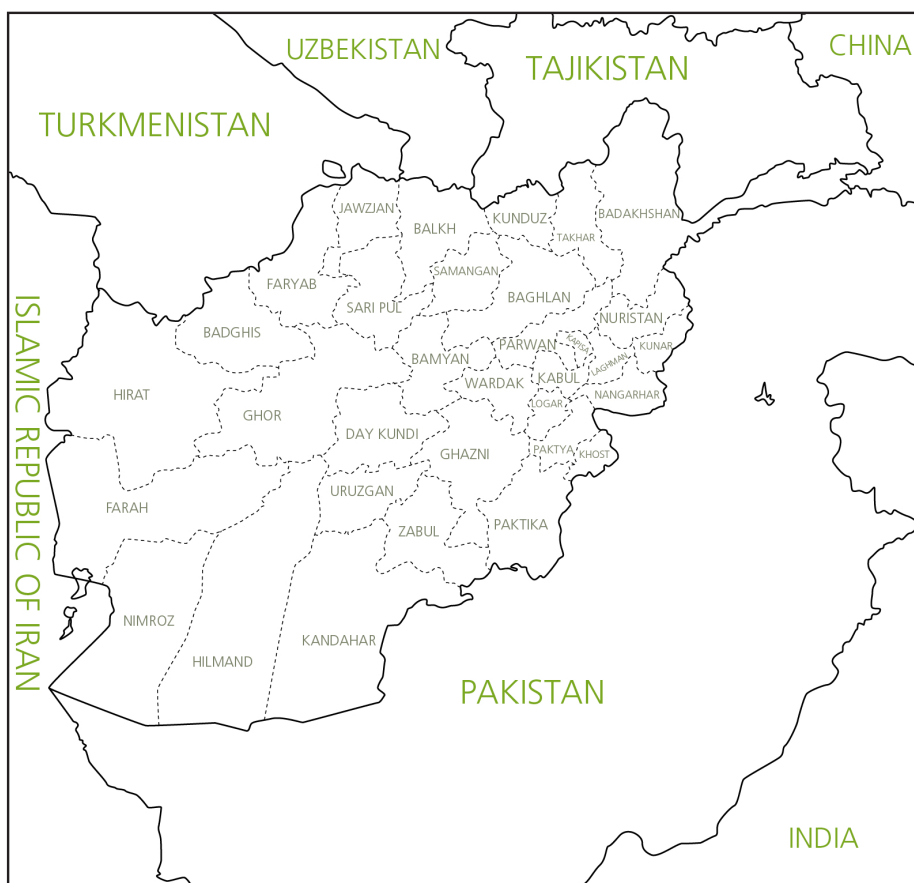 UZBEKISTAN
CHINA
TAJIKISTAN
TURKMENISTAN
JAWZJAN
BALKH
KUNDUZ
BADAKHSHAN
TAKHAR
SAMANGAN
FARYAB
BAGHLAN
SARI PUL
NURISTAN
BADGHIS
PARWAN
KAPISA
KUNAR
BAMYAN
LAGHMAN
WARDAK
KABUL
HIRAT
NANGARHAR
LOGAR
GHOR
DAY KUNDI
GHAZNI
PAKTYA
KHOST
URUZGAN
FARAH
ZABUL
PAKTIKA
ISLAMIC REPUBLIC OF IRAN
NIMROZ
KANDAHAR
HILMAND
PAKISTAN
INDIA